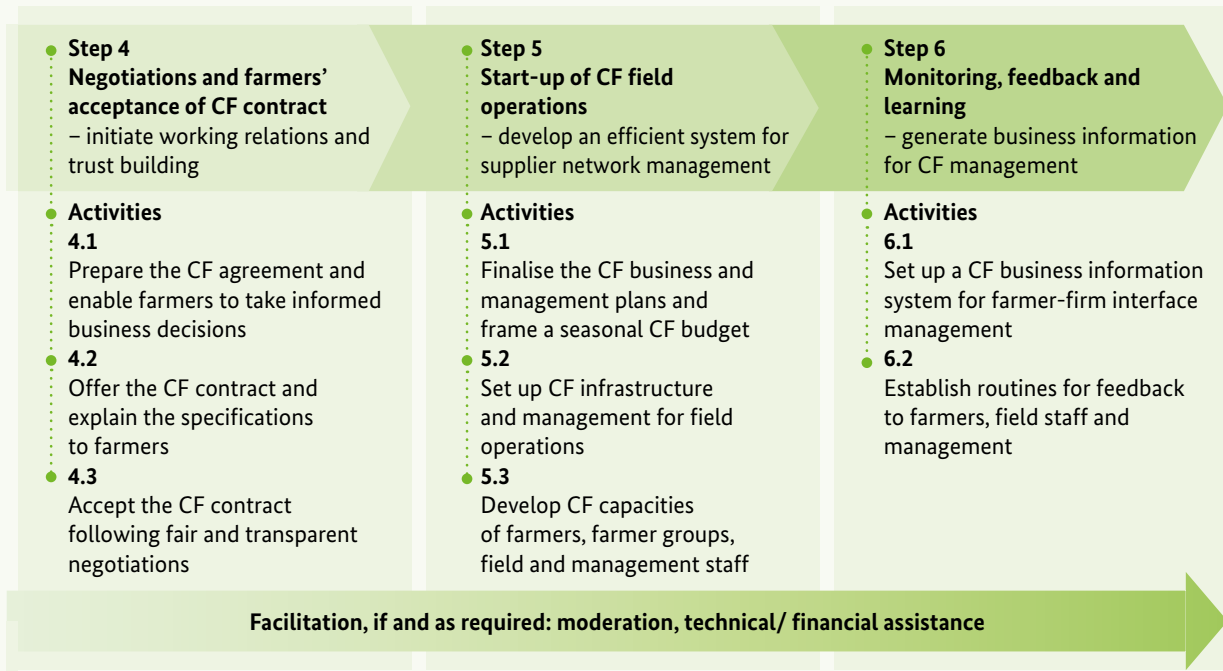 Step 4
Negotiations and farmers’
acceptance of CF contract
– initiate working relations and
trust building
Activities
4.1
Prepare the CF agreement and
enable farmers to take informed
business decisions
4.2
Offer the CF contract and
explain the specifications
to farmers
4.3
Accept the CF contract
following fair and transparent
negotiations
Step 5
Start-up of CF field
operations
– develop an efficient system for
supplier network management
Activities
5.1
Finalise the CF business and
management plans and
frame a seasonal CF budget
5.2
Set up CF infrastructure
and management for field
operations
5.3
Develop CF capacities
of farmers, farmer groups,
field and management staff
Step 6
Monitoring, feedback and
learning
– generate business information
for CF management
Activities
6.1
Set up a CF business information
system for farmer-firm interface
management
6.2
Establish routines for feedback
to farmers, field staff and
management
Facilitation, if and as required: moderation, technical/ financial assistance